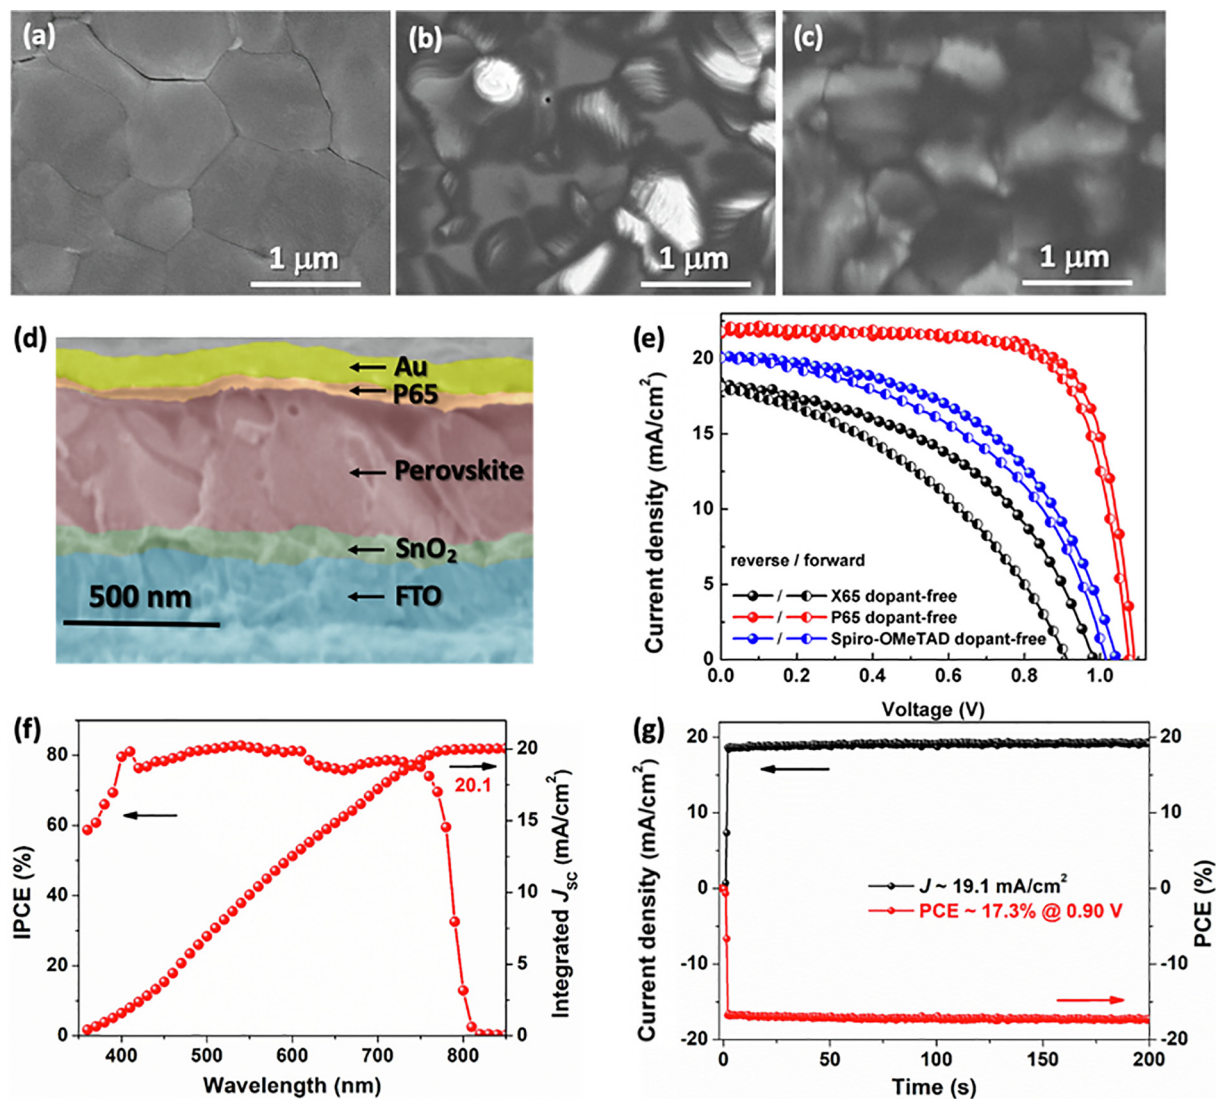 (a)
1 μm
(b)
1 μm
(c)
1 μm
(d)
Au
P65
Perovskite
SnO₂
FTO
500 nm
(e)
Current density (mA/cm²)
20
15
10
5
0
reverse / forward
/ X65 dopant-free
/ P65 dopant-free
/ Spiro-OMeTAD dopant-free
0.0 0.2 0.4 0.6 0.8 1.0
Voltage (V)
(f)
IPCE (%)
80
60
40
20
0
20.1
20
15
10
5
0
Integrated J_SC (mA/cm²)
400 500 600 700 800
Wavelength (nm)
(g)
Current density (mA/cm²)
20
10
0
-10
-20
J ~ 19.1 mA/cm²
PCE ~ 17.3% @ 0.90 V
20
10
0
-10
-20
PCE (%)
0 50 100 150 200
Time (s)